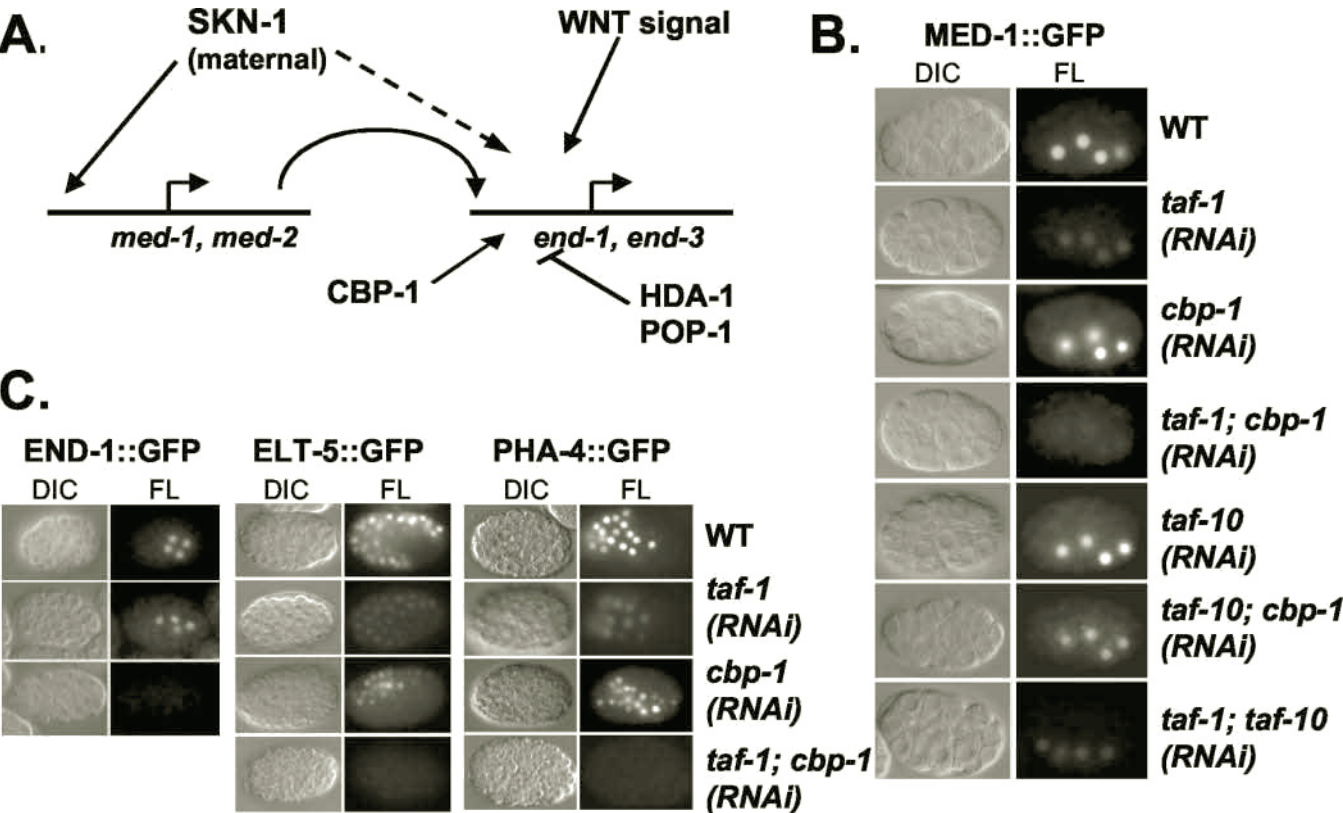 A.
SKN-1
(maternal)
WNT signal
med-1, med-2
end-1, end-3
CBP-1
HDA-1
POP-1
B.
MED-1::GFP
DIC FL
WT
taf-1
(RNAi)
cbp-1
(RNAi)
taf-1; cbp-1
(RNAi)
taf-10
(RNAi)
taf-10; cbp-1
(RNAi)
taf-1; taf-10
(RNAi)
C.
END-1::GFP ELT-5::GFP PHA-4::GFP
DIC FL DIC FL DIC FL
WT
taf-1
(RNAi)
cbp-1
(RNAi)
taf-1; cbp-1
(RNAi)